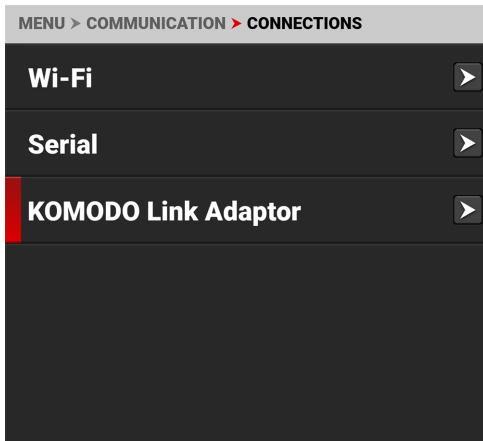 MENU > COMMUNICATION > CONNECTIONS
Wi-Fi
Serial
KOMODO Link Adaptor